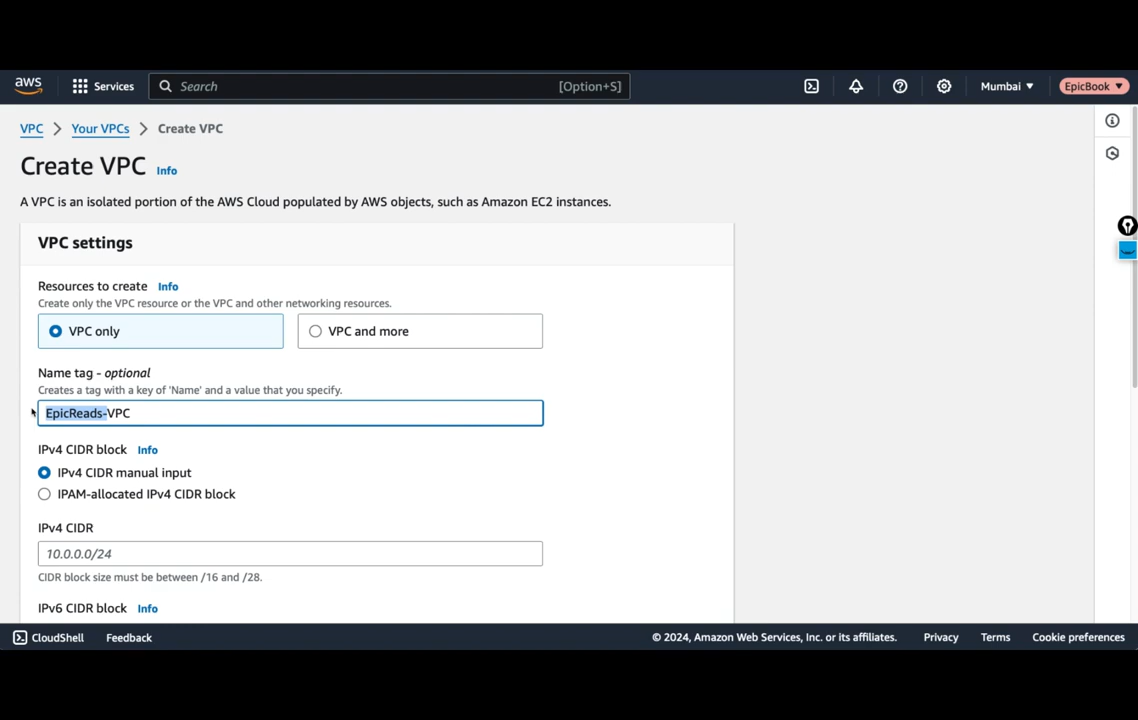 aws Services Search [Option+S] Mumbai ▼ EpicBook ▼
VPC > Your VPCs > Create VPC
Create VPC Info
A VPC is an isolated portion of the AWS Cloud populated by AWS objects, such as Amazon EC2 instances.
VPC settings
Resources to create Info
Create only the VPC resource or the VPC and other networking resources.
VPC only VPC and more
Name tag - optional
Creates a tag with a key of 'Name' and a value that you specify.
EpicReads-VPC
IPv4 CIDR block Info
IPv4 CIDR manual input
IPAM-allocated IPv4 CIDR block
IPv4 CIDR
10.0.0.0/24
CIDR block size must be between /16 and /28.
IPv6 CIDR block Info
CloudShell Feedback © 2024, Amazon Web Services, Inc. or its affiliates. Privacy Terms Cookie preferences